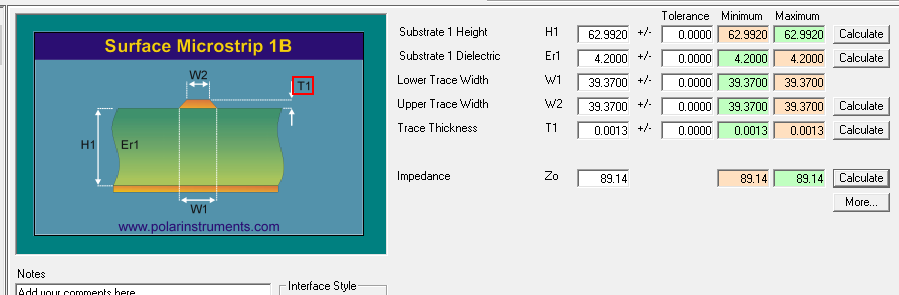 Tolerance Minimum Maximum
Surface Microstrip 1B
W2
T1
H1
Er1
W1
www.polarinstruments.com
Substrate 1 Height H1 62.9920 +/- 0.0000 62.9920 62.9920 Calculate
Substrate 1 Dielectric Er1 4.2000 +/- 0.0000 4.2000 4.2000 Calculate
Lower Trace Width W1 39.3700 +/- 0.0000 39.3700 39.3700
Upper Trace Width W2 39.3700 +/- 0.0000 39.3700 39.3700 Calculate
Trace Thickness T1 0.0013 +/- 0.0000 0.0013 0.0013 Calculate
Impedance Zo 89.14 89.14 89.14 Calculate
More...
Notes
Add your comments here
Interface Style